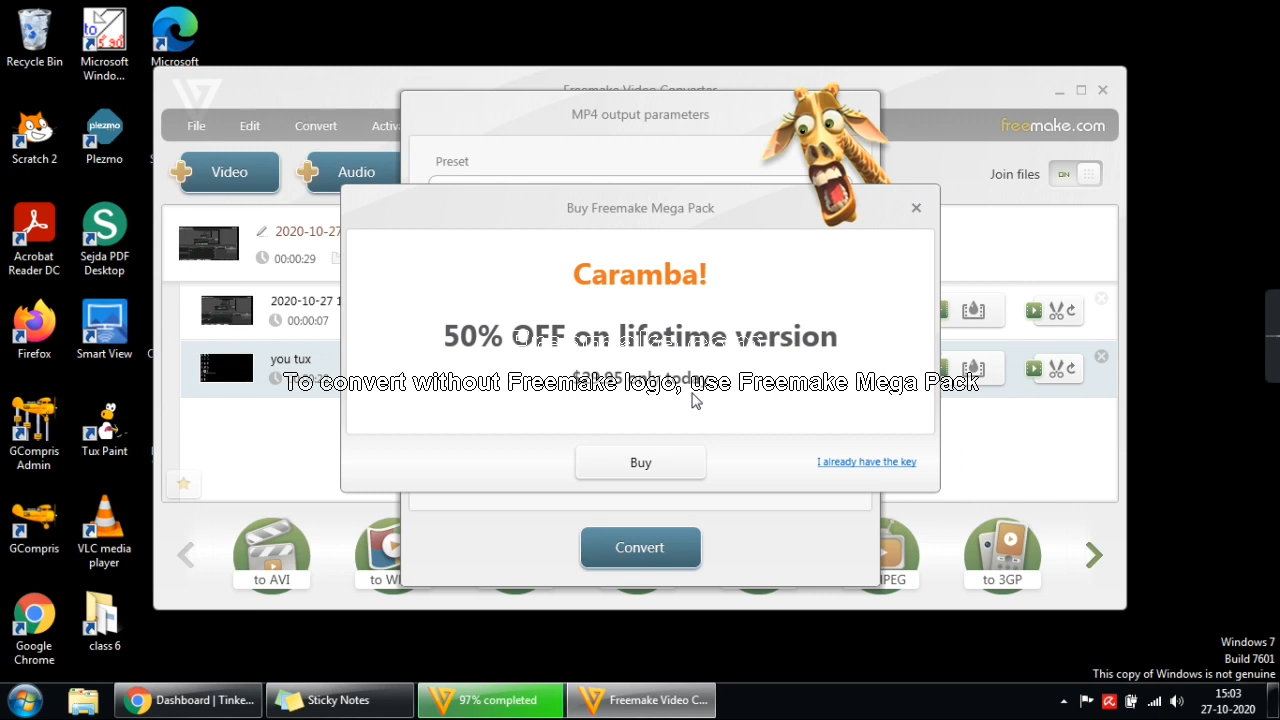 Recycle Bin
Microsoft
Windo...
Microsoft
Scratch 2
Plezmo
Acrobat
Reader DC
Sejda PDF
Desktop
Firefox
Smart View
GCompris
Admin
Tux Paint
GCompris
VLC media
player
Google
Chrome
class 6
Freemake Video Converter
File
Edit
Convert
Activ
freemake.com
Video
Audio
Join files
ON
2020-10-27
00:00:29
2020-10-27 1
00:00:07
you tux
MP4 output parameters
Preset
Buy Freemake Mega Pack
Caramba!
50% OFF on lifetime version
To convert without Freemake logo, use Freemake Mega Pack
Buy
I already have the key
Convert
to AVI
to W
PEG
to 3GP
Windows 7
Build 7601
This copy of Windows is not genuine
Dashboard | Tinke...
Sticky Notes
97% completed
Freemake Video C...
15:03
27-10-2020